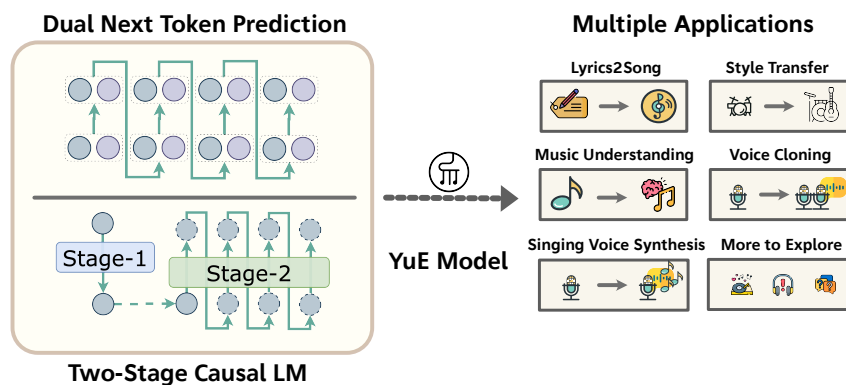 Dual Next Token Prediction
Stage-1
Stage-2
Two-Stage Causal LM
YuE Model
Multiple Applications
Lyrics2Song
Style Transfer
Music Understanding
Voice Cloning
Singing Voice Synthesis
More to Explore